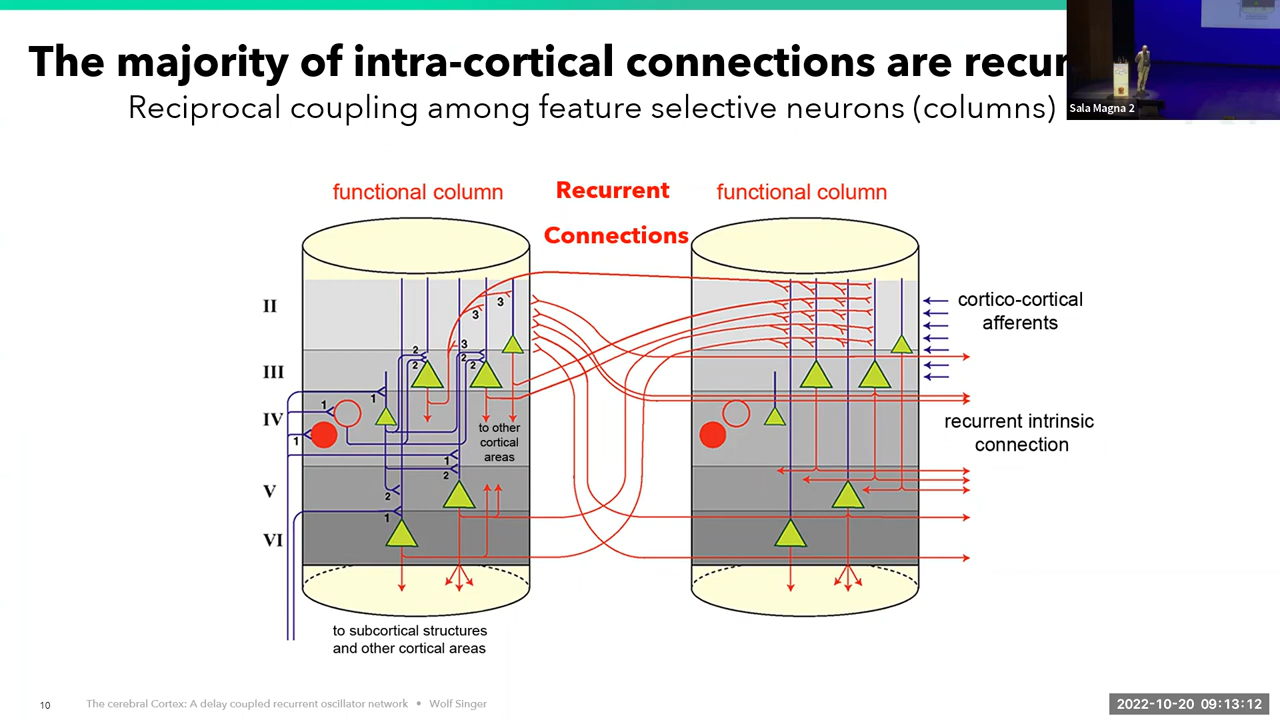 The majority of intra-cortical connections are
Sala Magna 2
Reciprocal coupling among feature selective neurons (columns)
functional column
Recurrent
Connections
functional column
II
III
IV
V
VI
3
3
3
2
2
2
2
1
1
1
1
2
2
1
to other
cortical
areas
cortico-cortical
afferents
recurrent intrinsic
connection
to subcortical structures
and other cortical areas
10
The cerebral Cortex: A delay coupled recurrent oscillator network • Wolf Singer
2022-10-20 09:13:12